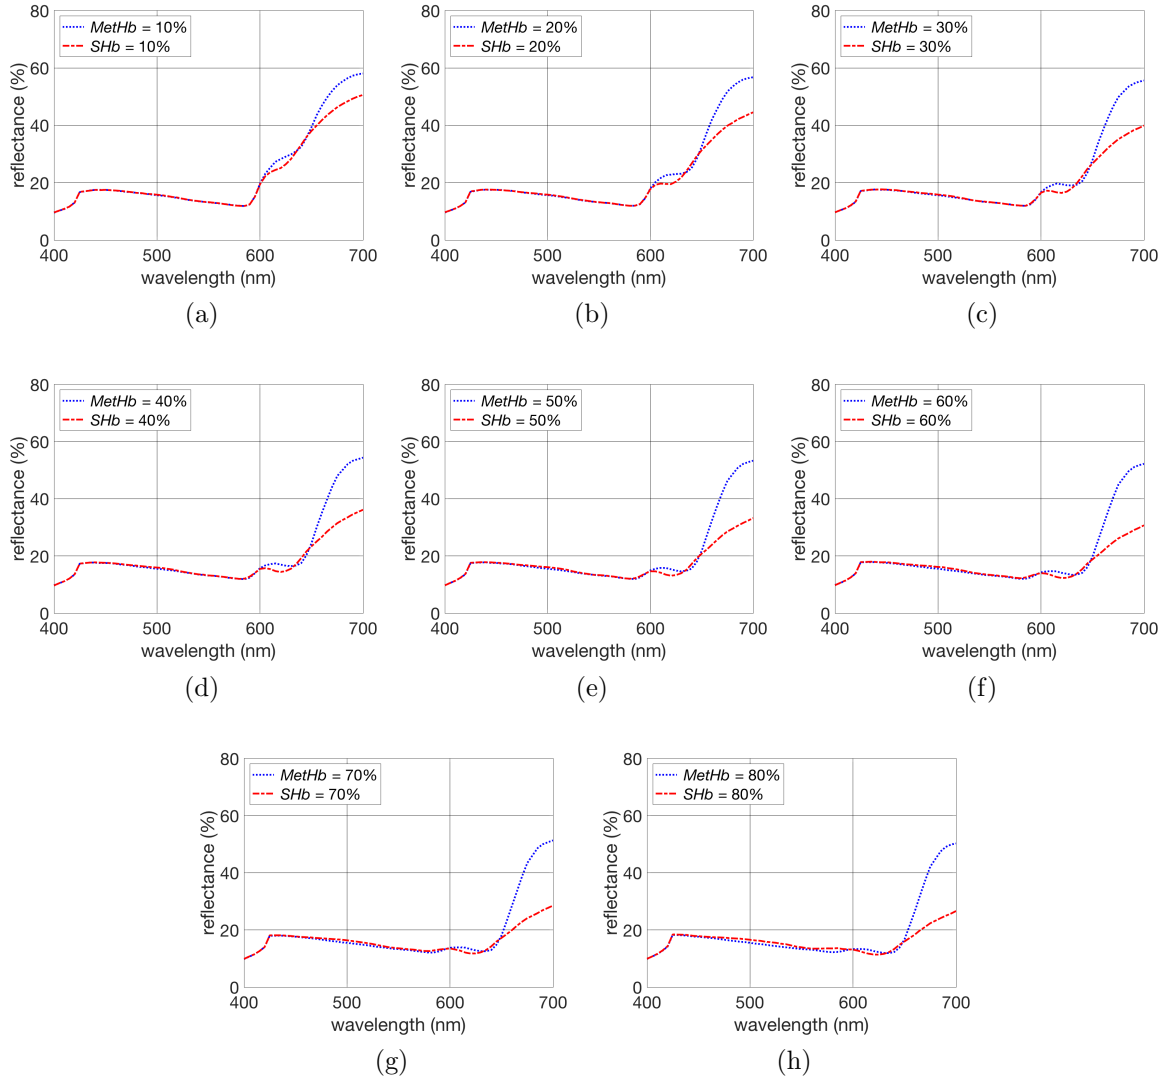 80
60
40
20
0
reflectance (%)
MetHb = 10%
SHb = 10%
400 500 600 700
wavelength (nm)
(a)
80
60
40
20
0
reflectance (%)
MetHb = 20%
SHb = 20%
400 500 600 700
wavelength (nm)
(b)
80
60
40
20
0
reflectance (%)
MetHb = 30%
SHb = 30%
400 500 600 700
wavelength (nm)
(c)
80
60
40
20
0
reflectance (%)
MetHb = 40%
SHb = 40%
400 500 600 700
wavelength (nm)
(d)
80
60
40
20
0
reflectance (%)
MetHb = 50%
SHb = 50%
400 500 600 700
wavelength (nm)
(e)
80
60
40
20
0
reflectance (%)
MetHb = 60%
SHb = 60%
400 500 600 700
wavelength (nm)
(f)
80
60
40
20
0
reflectance (%)
MetHb = 70%
SHb = 70%
400 500 600 700
wavelength (nm)
(g)
80
60
40
20
0
reflectance (%)
MetHb = 80%
SHb = 80%
400 500 600 700
wavelength (nm)
(h)